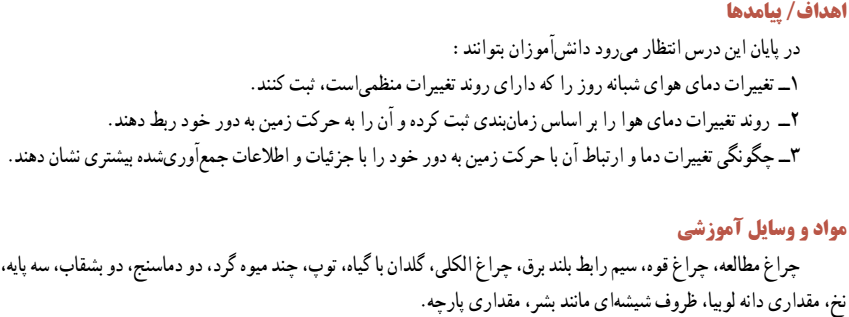 اهداف/ پیامدها
در پایان این درس انتظار می‌رود دانش‌آموزان بتوانند :
۱ــ تغییرات دمای هوای شبانه روز را که دارای روند تغییرات منظمی‌است، ثبت کنند.
۲ــ روند تغییرات دمای هوا را بر اساس زمان‌بندی ثبت کرده و آن را به حرکت زمین به دور خود ربط دهند.
۳ــ چگونگی تغییرات دما و ارتباط آن با حرکت زمین به دور خود را با جزئیات و اطلاعات جمع‌آوری‌شده بیشتری نشان دهند.
مواد و وسایل آموزشی
چراغ مطالعه، چراغ قوه، سیم رابط بلند برق، چراغ الکلی، گلدان با گیاه، توپ، چند میوه گرد، دو دماسنج، دو بشقاب، سه پایه،
نخ، مقداری دانه لوبیا، ظروف شیشه‌ای مانند بشر، مقداری پارچه.